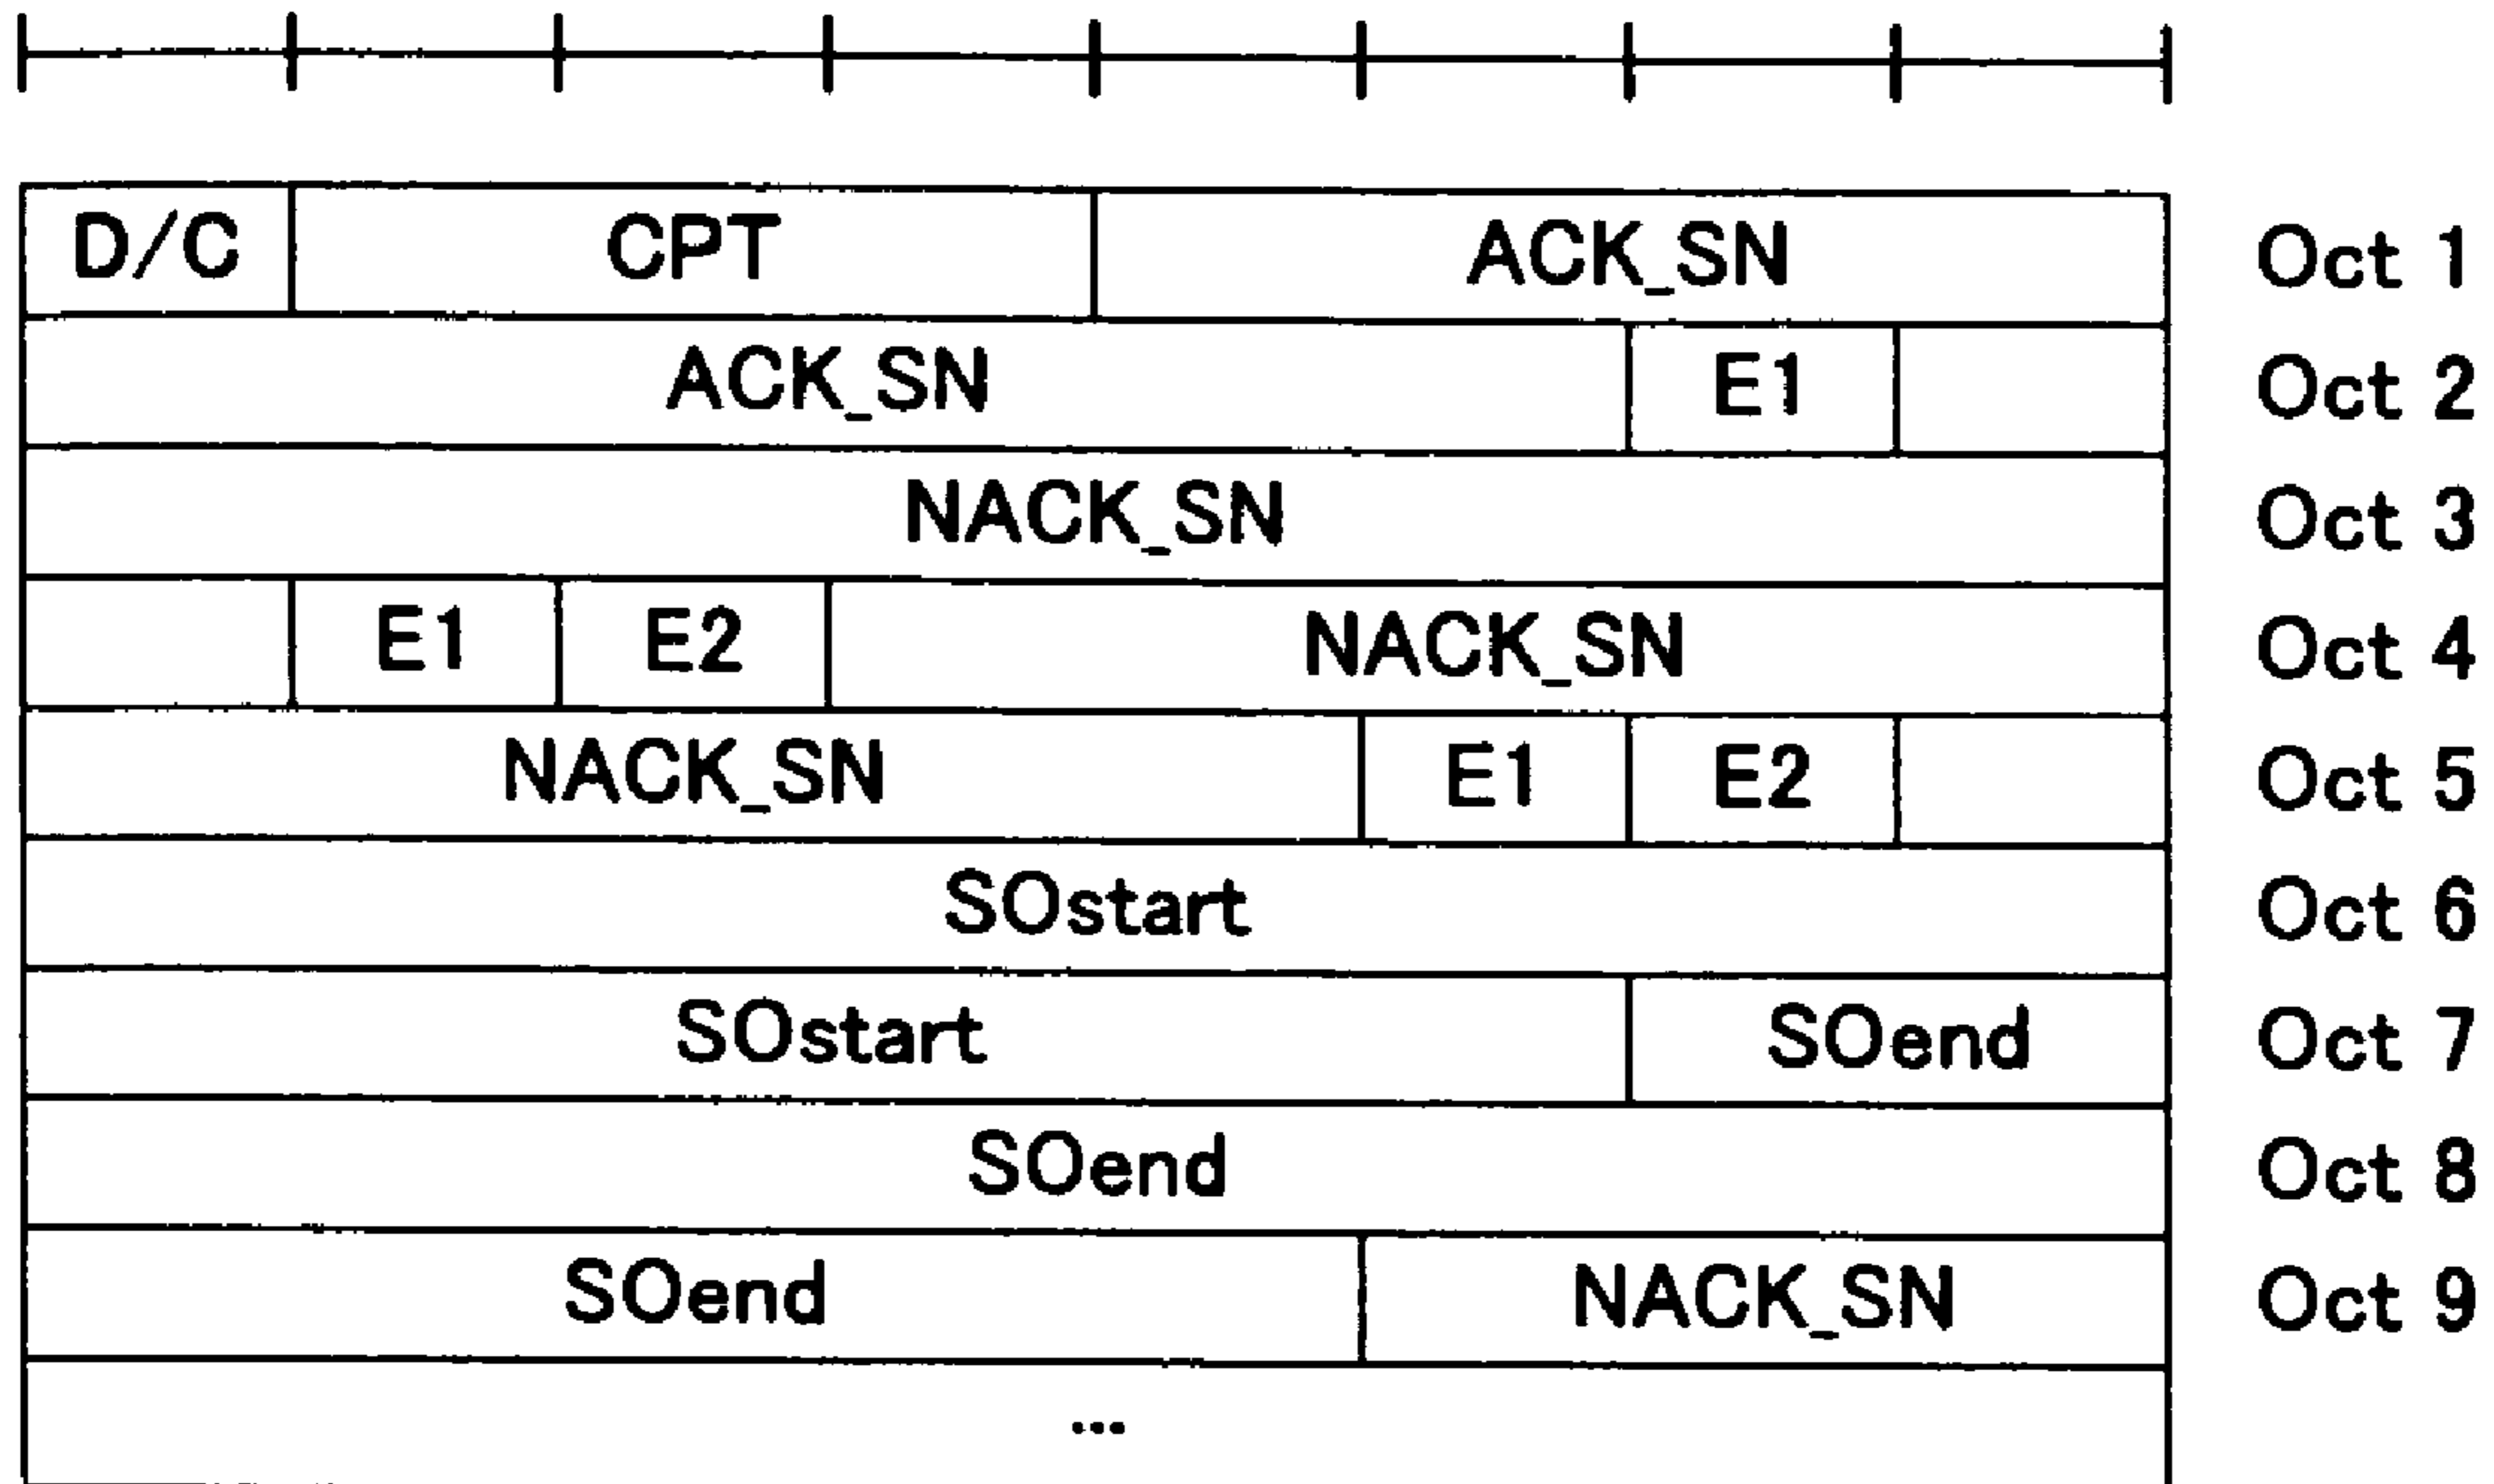 D/C CPT ACK_SN Oct 1
ACK_SN E1 Oct 2
NACK_SN Oct 3
E1 E2 NACK_SN Oct 4
NACK_SN E1 E2 Oct 5
SOstart Oct 6
SOstart SOend Oct 7
SOend Oct 8
SOend NACK_SN Oct 9
...